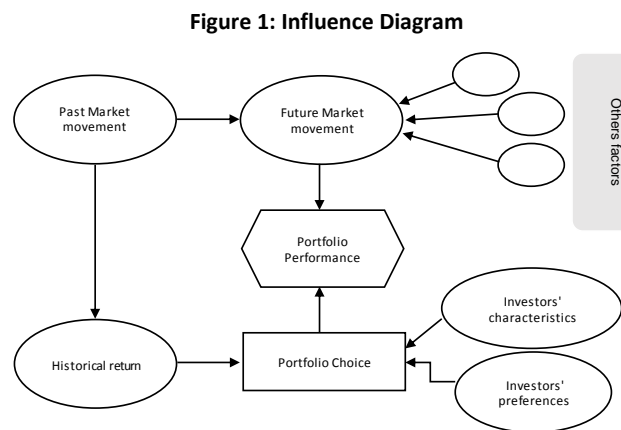 Figure 1: Influence Diagram
Past Market
movement
Future Market
movement
Others factors
Portfolio
Performance
Investors'
characteristics
Historical return
Portfolio Choice
Investors'
preferences